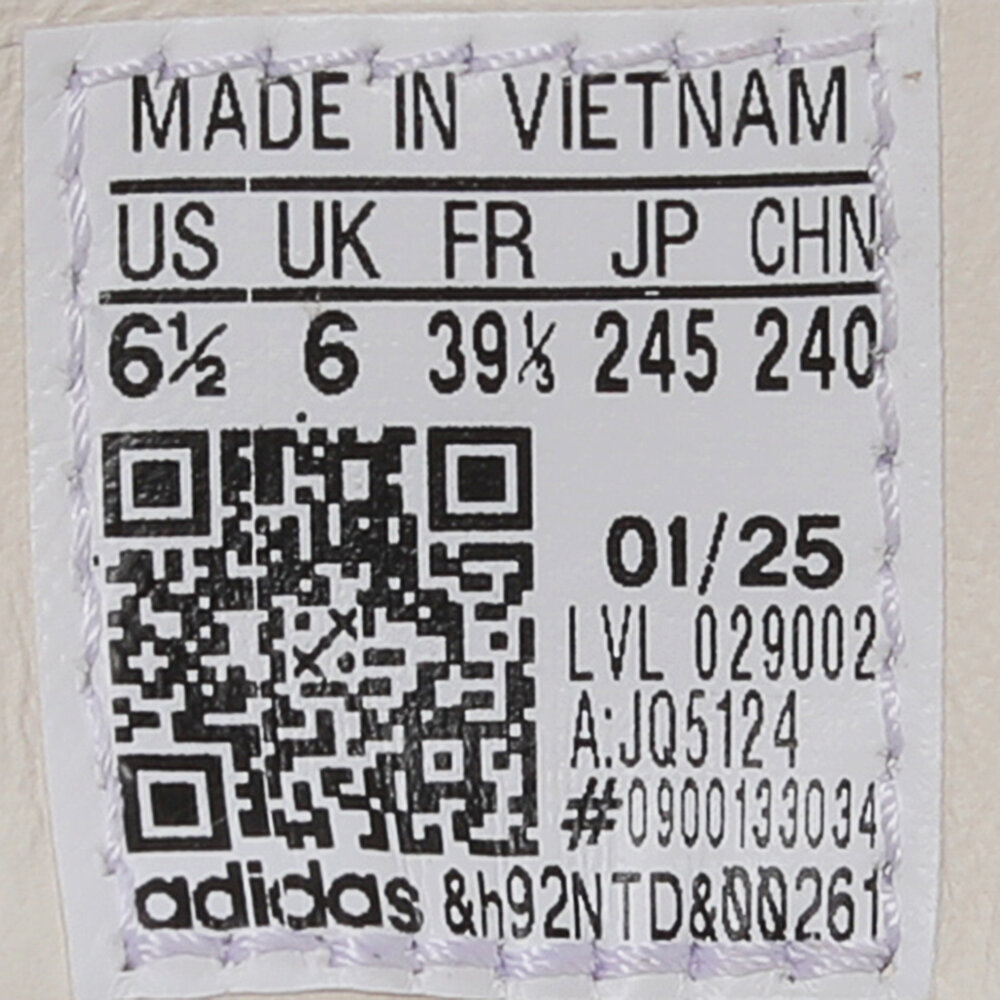 MADE IN VIETNAM
US UK FR JP CHN
6½ 6 39⅓ 245 240
01/25
LVL 029002
A:JQ5124
#0900133034
adidas